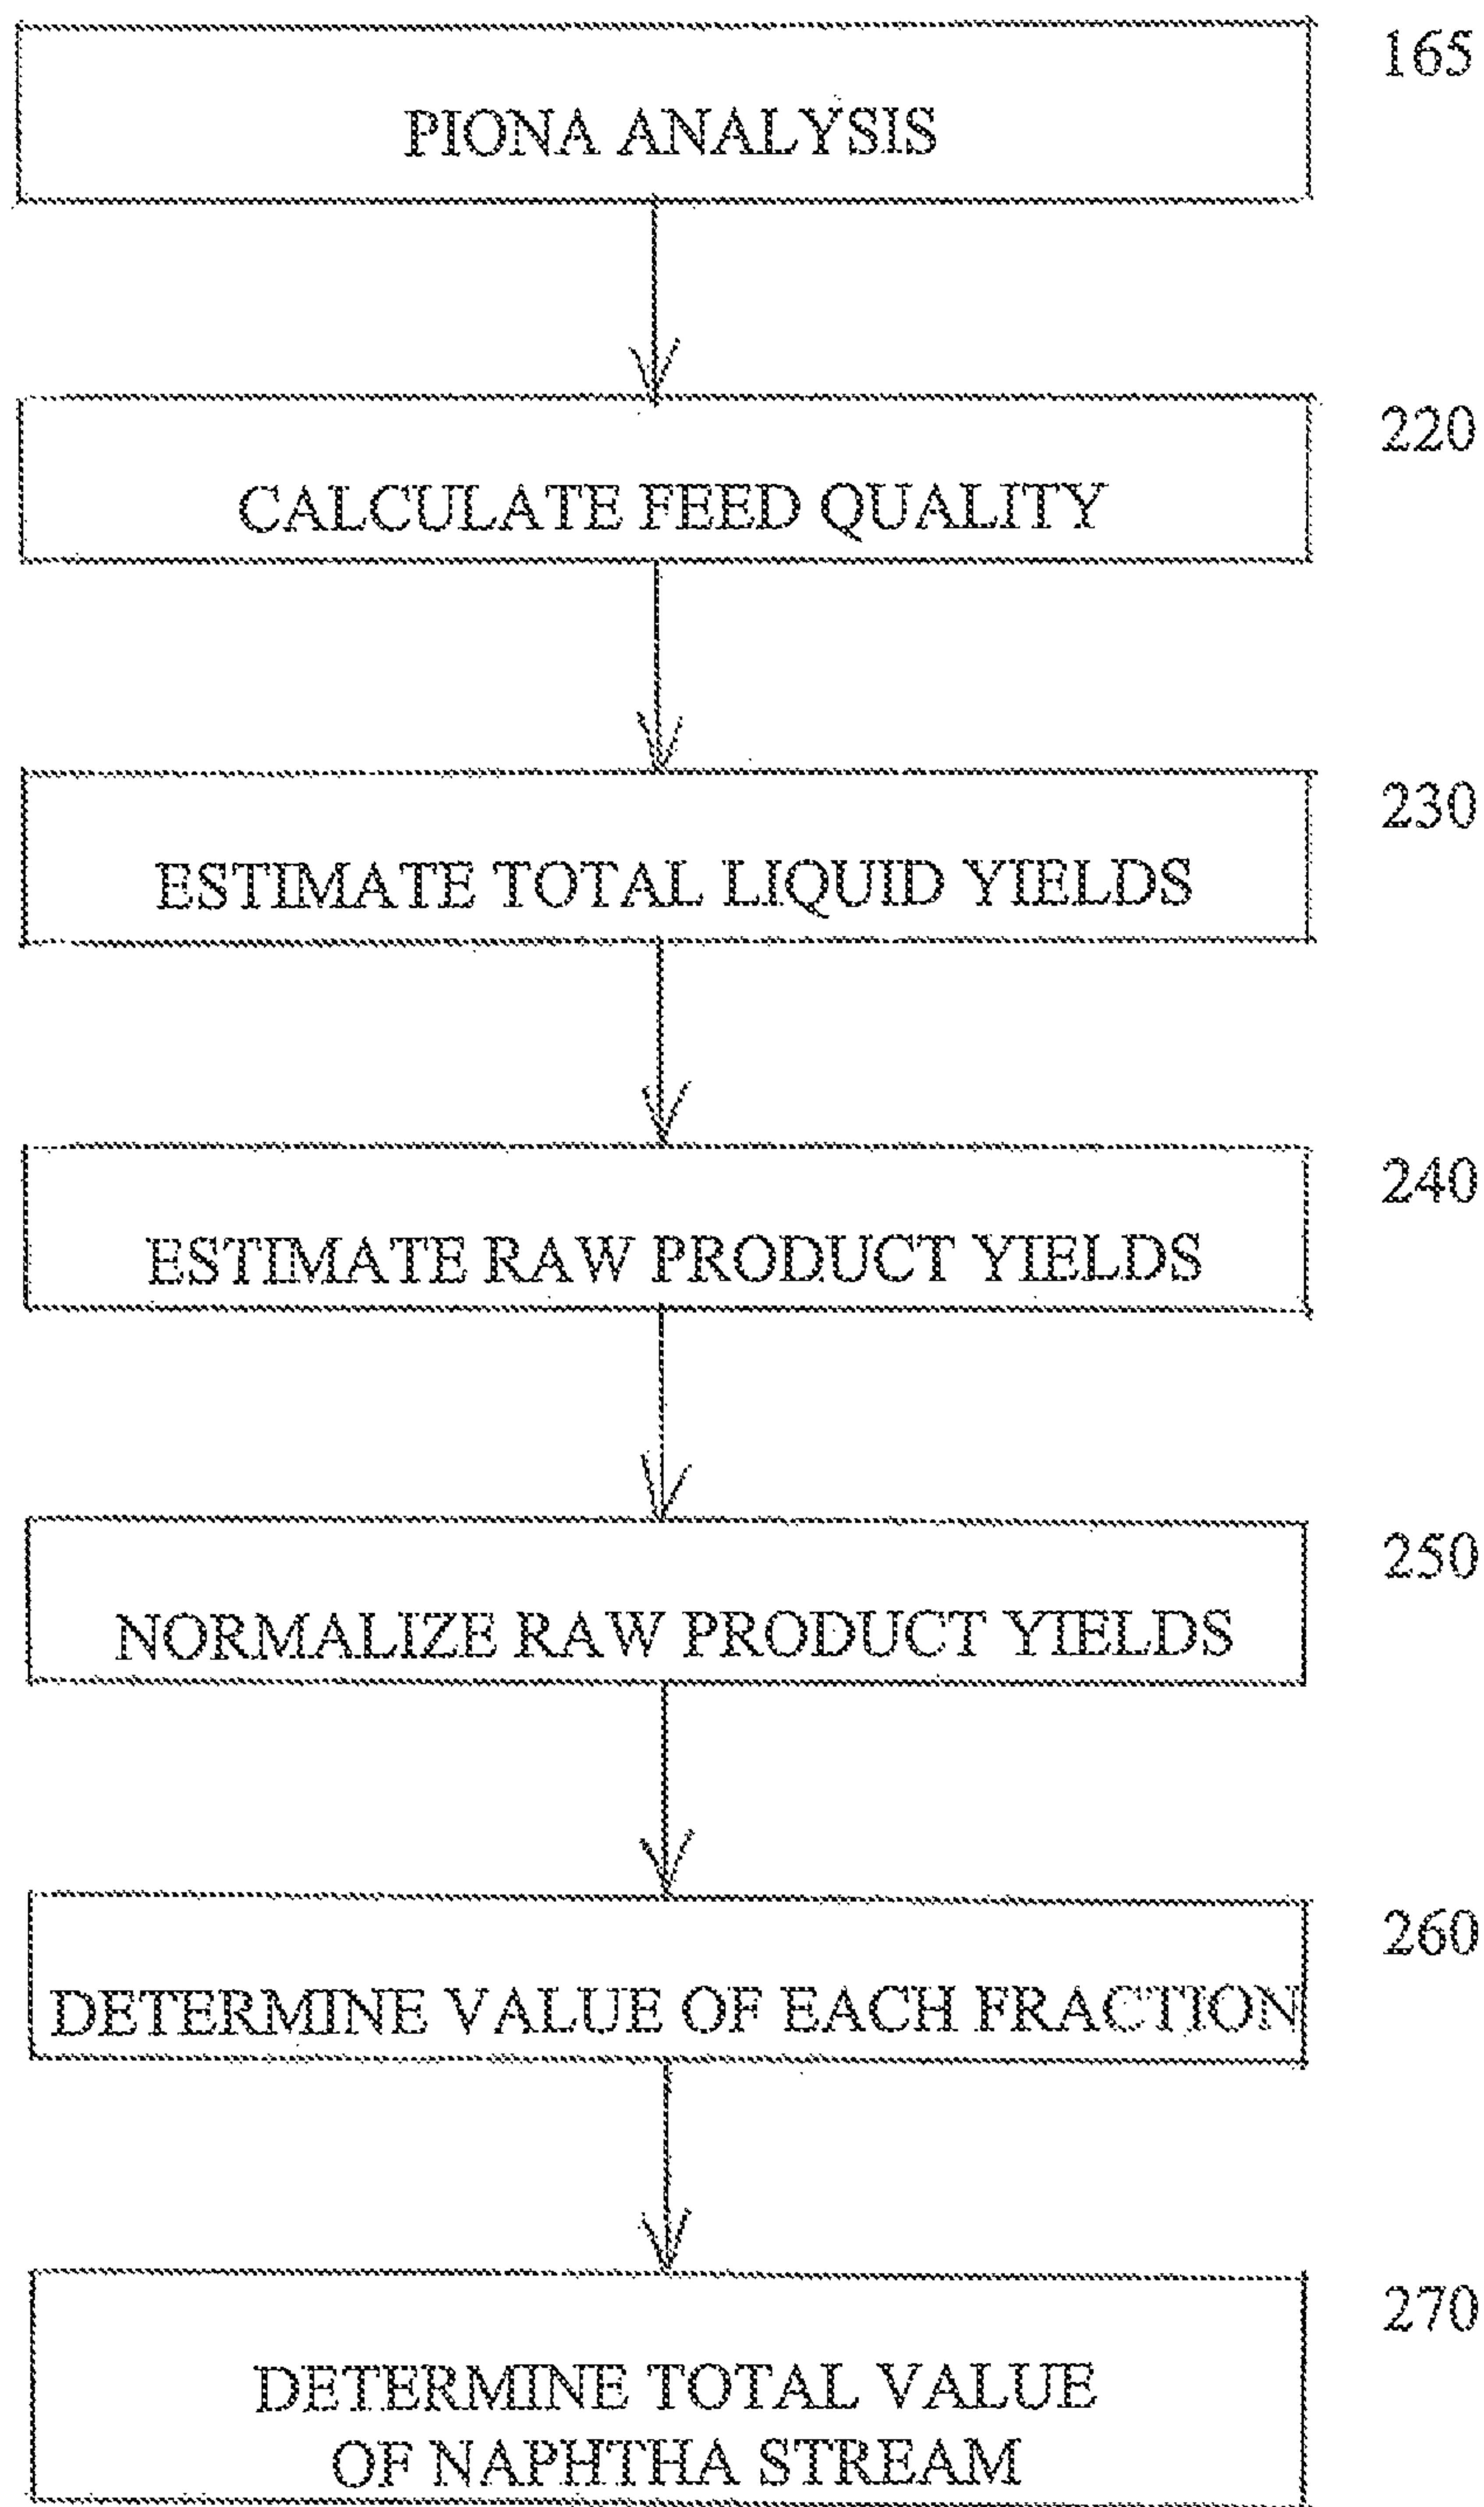 165
PIONA ANALYSIS
220
CALCULATE FEED QUALITY
230
ESTIMATE TOTAL LIQUID YIELDS
240
ESTIMATE RAW PRODUCT YIELDS
250
NORMALIZE RAW PRODUCT YIELDS
260
DETERMINE VALUE OF EACH FRACTION
270
DETERMINE TOTAL VALUE
OF NAPHTHA STREAM